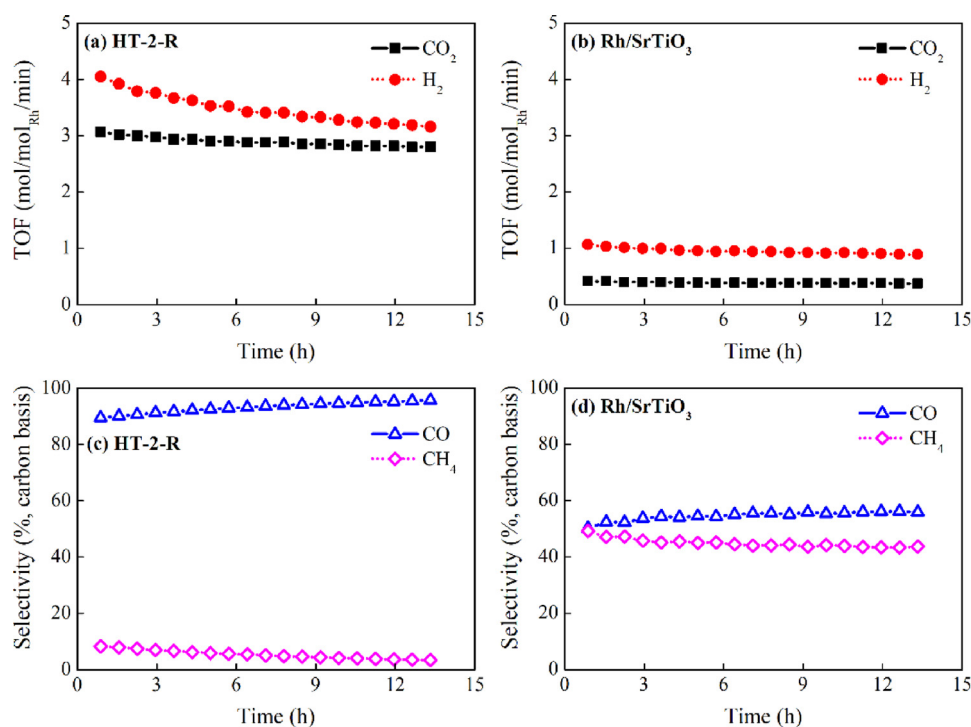 (a) HT-2-R
CO₂
H₂
TOF (mol/mol_Rh/min)
5
4
3
2
1
0
0 3 6 9 12 15
Time (h)
(b) Rh/SrTiO₃
CO₂
H₂
TOF (mol/mol_Rh/min)
5
4
3
2
1
0
0 3 6 9 12 15
Time (h)
(c) HT-2-R
CO
CH₄
Selectivity (%, carbon basis)
100
80
60
40
20
0
0 3 6 9 12 15
Time (h)
(d) Rh/SrTiO₃
CO
CH₄
Selectivity (%, carbon basis)
100
80
60
40
20
0
0 3 6 9 12 15
Time (h)